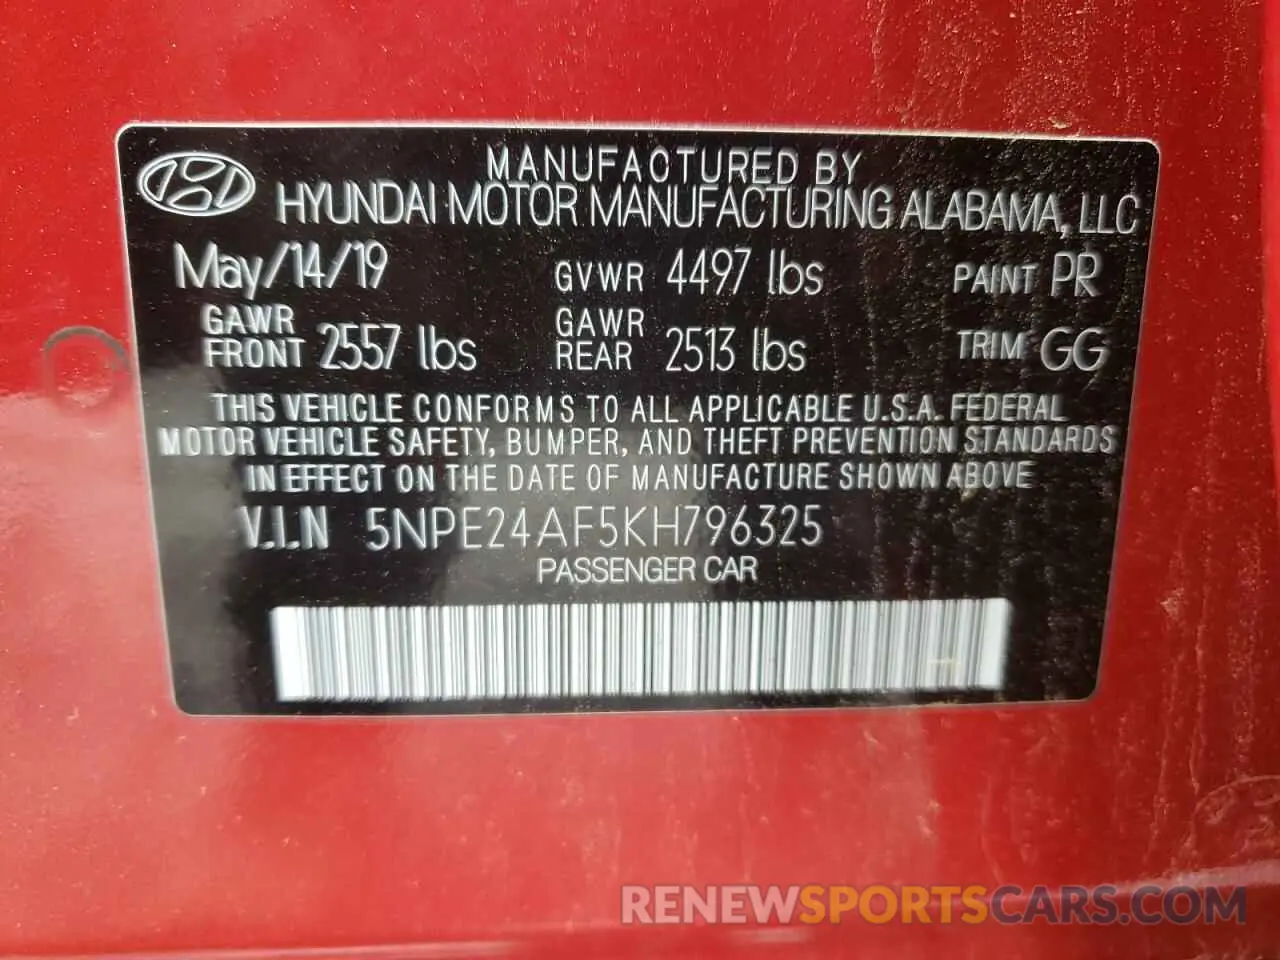 MANUFACTURED BY
HYUNDAI MOTOR MANUFACTURING ALABAMA, LLC
May/14/19 GVWR 4497 lbs PAINT PR
GAWR FRONT 2557 lbs GAWR REAR 2513 lbs TRIM GG
THIS VEHICLE CONFORMS TO ALL APPLICABLE U.S.A. FEDERAL
MOTOR VEHICLE SAFETY, BUMPER, AND THEFT PREVENTION STANDARDS
IN EFFECT ON THE DATE OF MANUFACTURE SHOWN ABOVE
V.I.N 5NPE24AF5KH796325
PASSENGER CAR
RENEWSPORTSCARS.COM